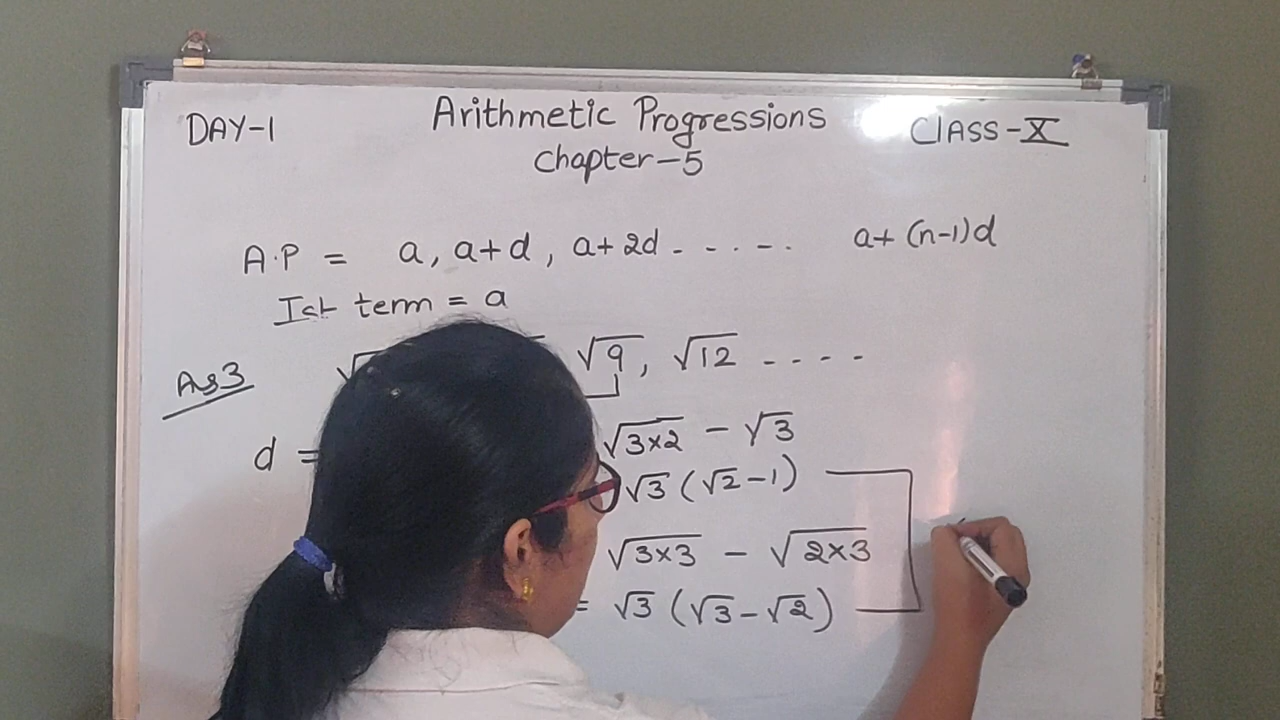 DAY-1
Arithmetic Progressions
CLASS-X
Chapter-5
A.P = a, a+d, a+2d ------ a+(n-1)d
Ist term = a
√9, √12 ----
d =
√3×2 - √3
√3 (√2-1)
√3×3 - √2×3
= √3 (√3-√2)